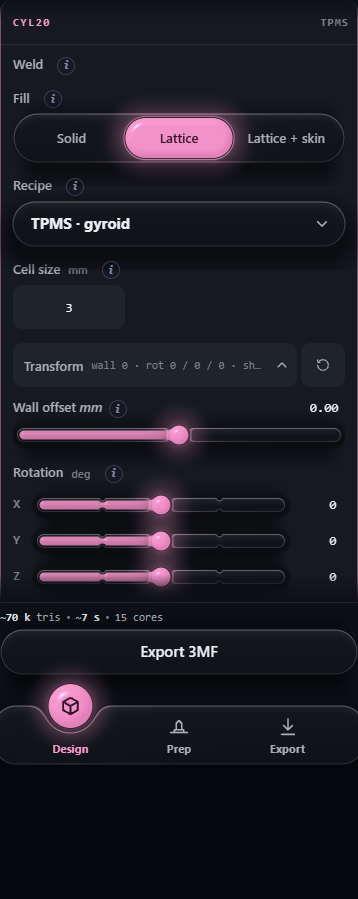 CYL20 TPMS
Weld i
Fill i
Solid Lattice Lattice + skin
Recipe i
TPMS · gyroid
Cell size mm i
3
Transform wall 0 · rot 0 / 0 / 0 · sh…
Wall offset mm i 0.00
Rotation deg i
X 0
Y 0
Z 0
~70 k tris • ~7 s • 15 cores
Export 3MF
Design Prep Export